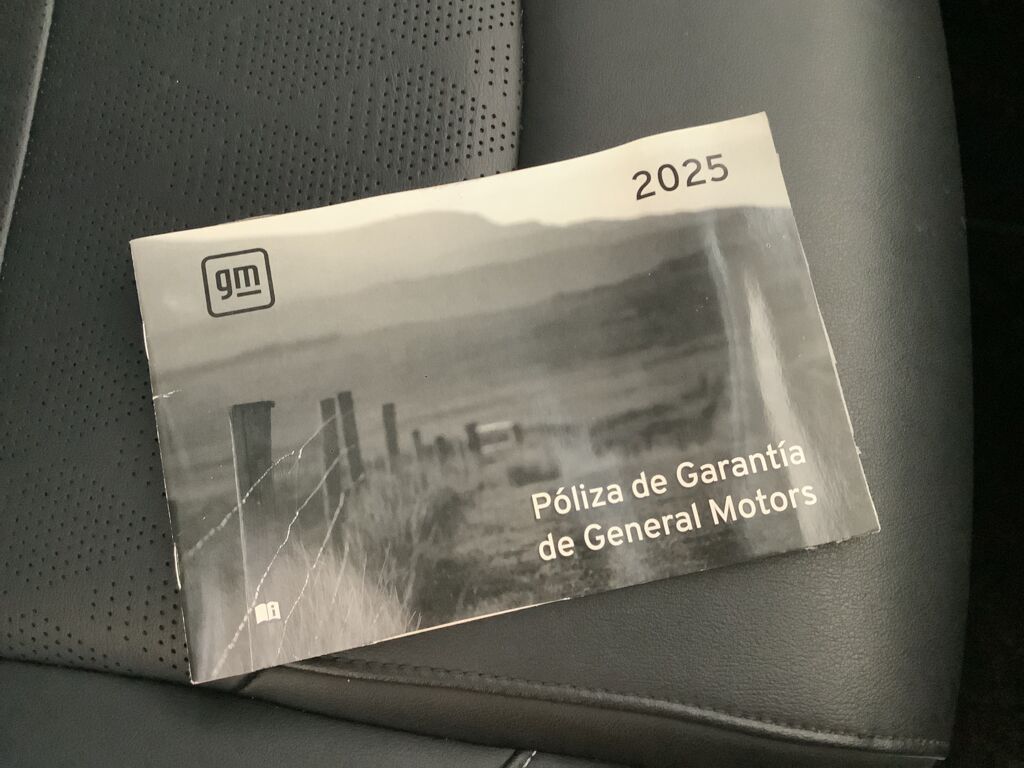 2025
gm
Póliza de Garantía
de General Motors